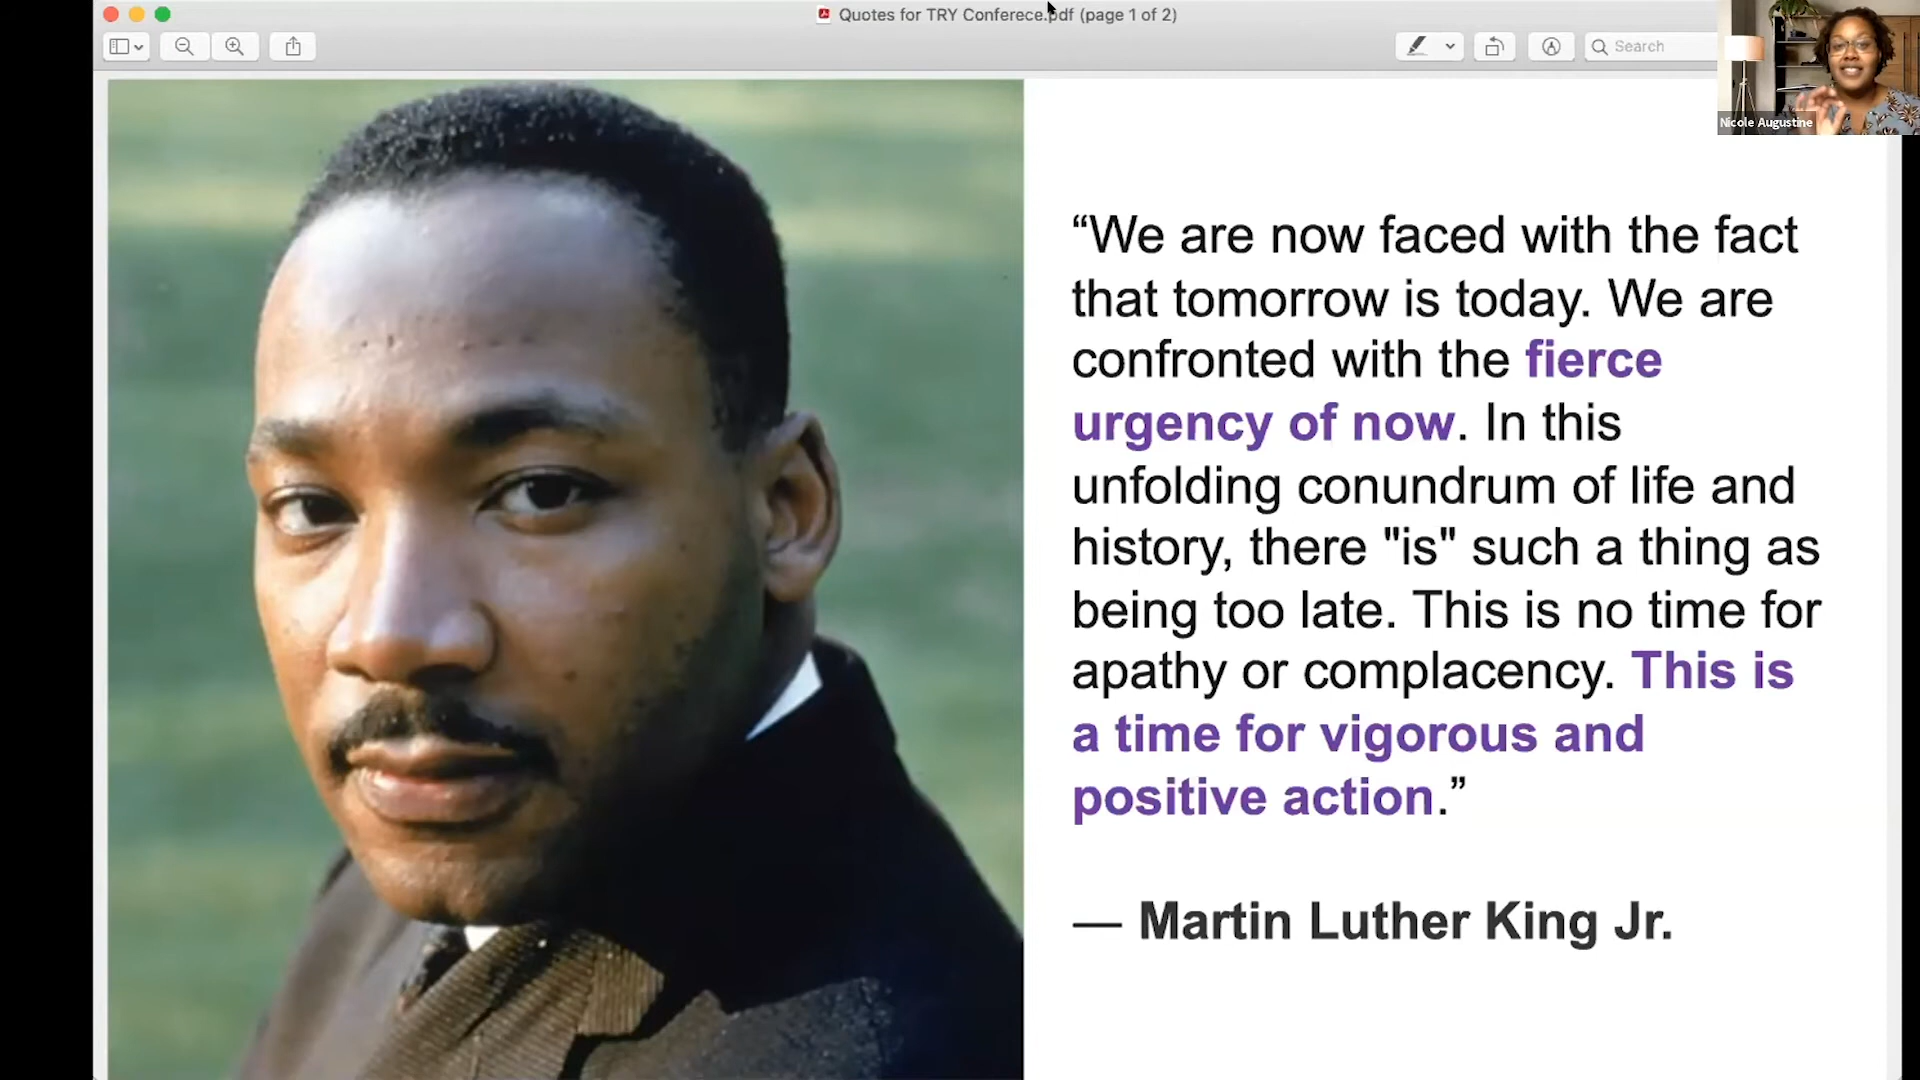 Quotes for TRY Conferece.pdf (page 1 of 2)
Search
Nicole Augustine
“We are now faced with the fact
that tomorrow is today. We are
confronted with the fierce
urgency of now. In this
unfolding conundrum of life and
history, there "is" such a thing as
being too late. This is no time for
apathy or complacency. This is
a time for vigorous and
positive action.”
— Martin Luther King Jr.